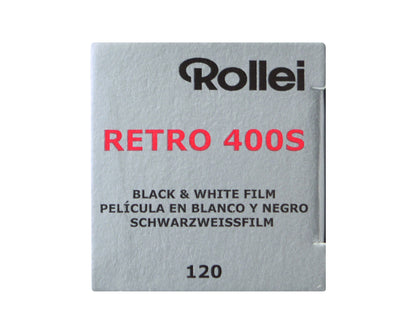 Rollei
RETRO 400S
BLACK & WHITE FILM
PELÍCULA EN BLANCO Y NEGRO
SCHWARZWEISSFILM
120